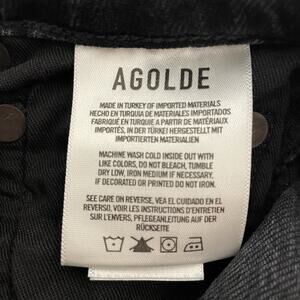 AGOLDE
MADE IN TURKEY OF IMPORTED MATERIALS
HECHO EN TURQUIA DE MATERIALES IMPORTADOS
FABRIQUÉ EN TURQUIE A PARTIR DE MATÉRIAUX
IMPORTÉS, IN DER TÜRKEI HERGESTELLT MIT
IMPORTIERTEN MATERIALIEN
MACHINE WASH COLD INSIDE OUT WITH
LIKE COLORS, DO NOT BLEACH, TUMBLE
DRY LOW, IRON MEDIUM IF NECESSARY,
IF DECORATED OR PRINTED DO NOT IRON.
SEE CARE ON REVERSE, VEA EL CUIDADO EN EL
REVERSO, VOIR LES INSTRUCTIONS D'ENTRETIEN
SUR L'ENVERS, PFLEGEANLEITUNG AUF DER
RÜCKSEITE